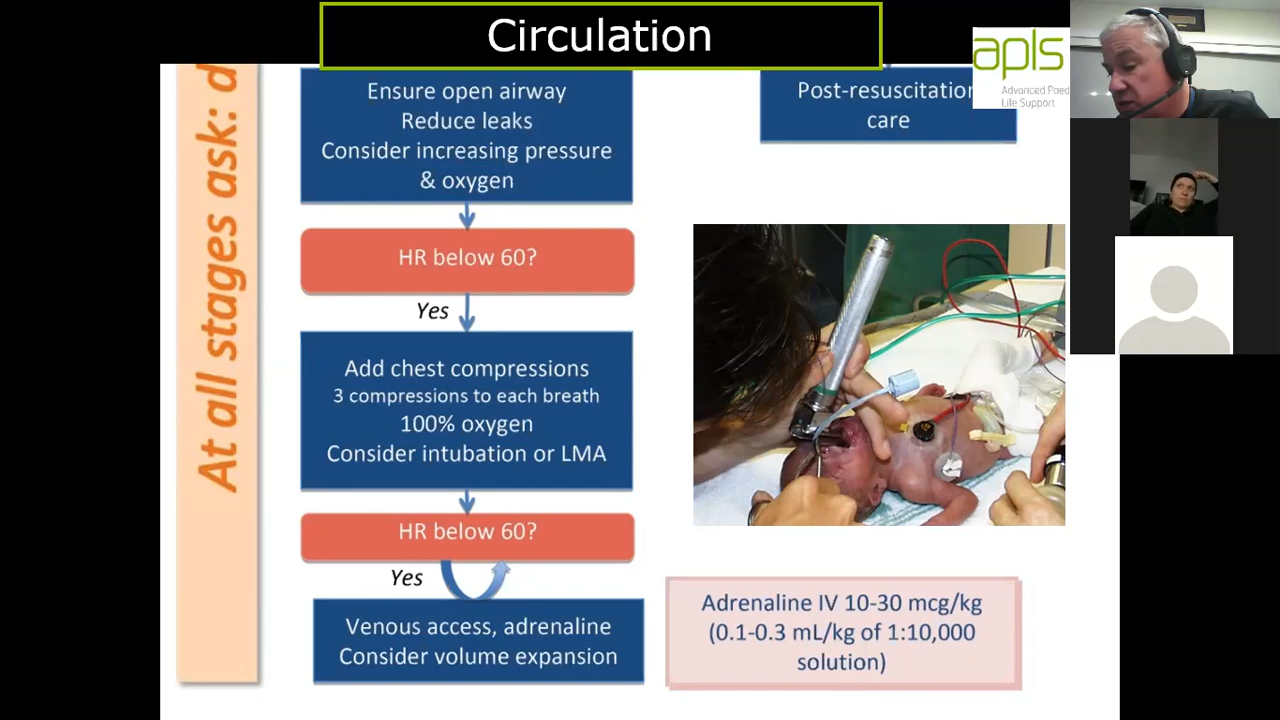 Circulation
apls
Advanced Paed
Life Support
At all stages ask: d
Ensure open airway
Reduce leaks
Consider increasing pressure
& oxygen
Post-resuscitation
care
HR below 60?
Yes
Add chest compressions
3 compressions to each breath
100% oxygen
Consider intubation or LMA
HR below 60?
Yes
Venous access, adrenaline
Consider volume expansion
Adrenaline IV 10-30 mcg/kg
(0.1-0.3 mL/kg of 1:10,000
solution)